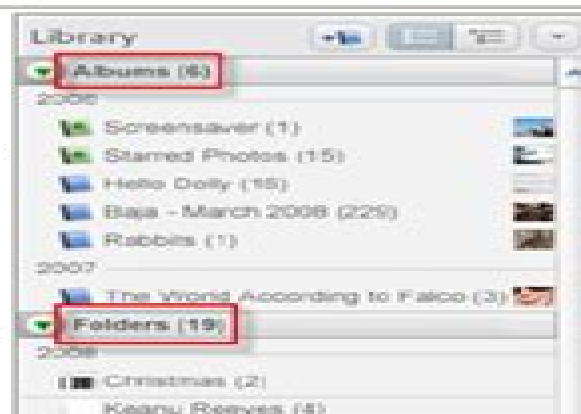 Library
Albums (6)
2008
Screensaver (1)
Starred Photos (15)
Hello Dolly (15)
Baja - March 2008 (229)
Rabbits (1)
2007
The World According to Falco (3)
Folders (19)
2008
Christmas (2)
Keanu Reeves (4)